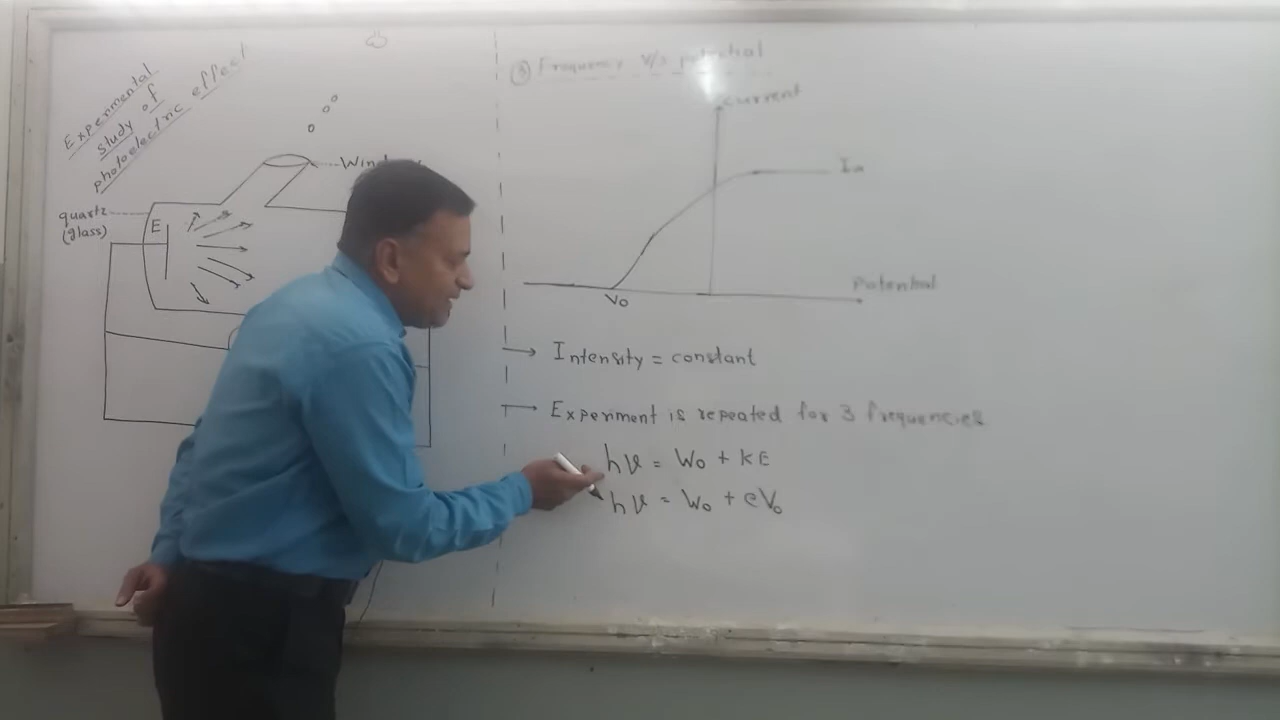 Experimental
study of
photoelectric effect
quartz
(glass)
E
③ Frequency v/s potential
current
Potential
V₀
→ Intensity = constant
→ Experiment is repeated for 3 frequencies
hν = W₀ + KE
hν = W₀ + eV₀